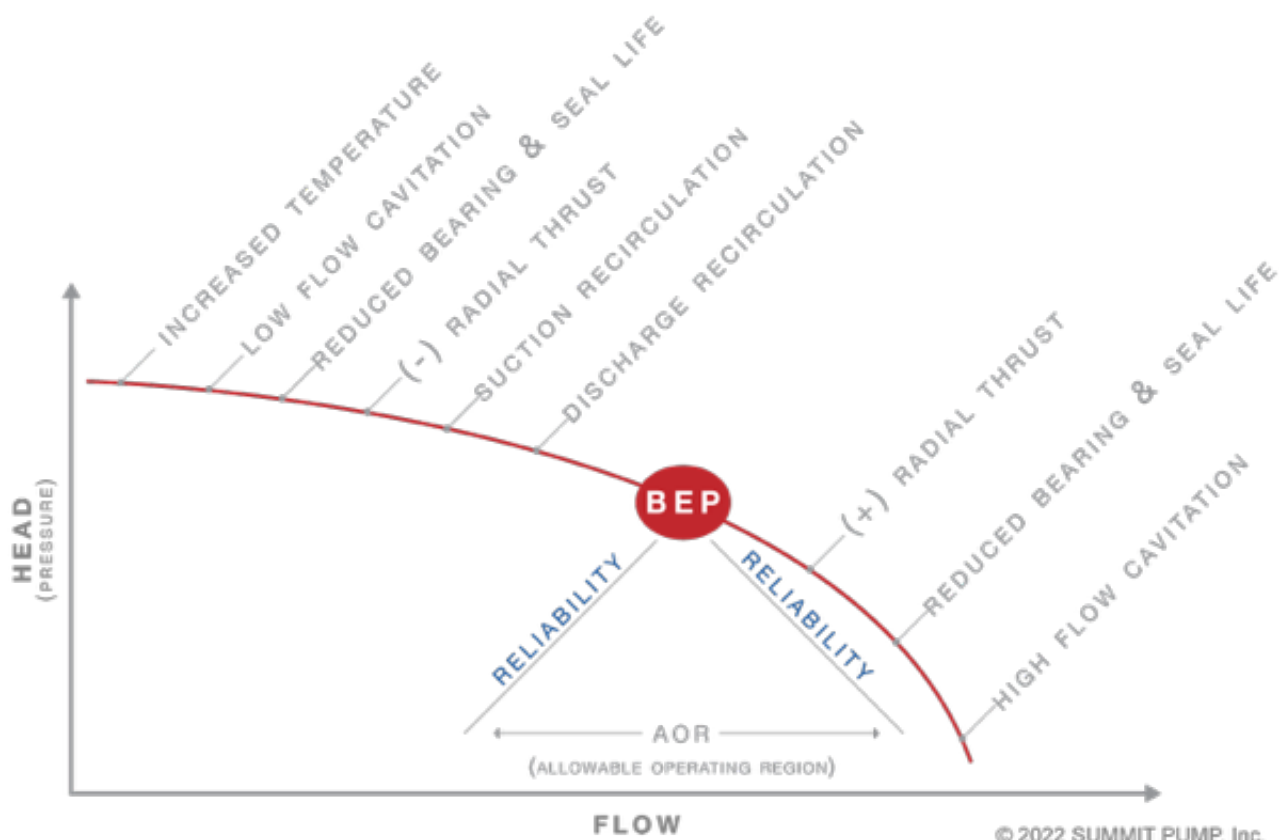 INCREASED TEMPERATURE
LOW FLOW CAVITATION
REDUCED BEARING & SEAL LIFE
(-) RADIAL THRUST
SUCTION RECIRCULATION
DISCHARGE RECIRCULATION
(+) RADIAL THRUST
REDUCED BEARING & SEAL LIFE
HIGH FLOW CAVITATION
BEP
RELIABILITY
RELIABILITY
HEAD
(PRESSURE)
AOR
(ALLOWABLE OPERATING REGION)
FLOW
© 2022 SUMMIT PUMP, Inc.